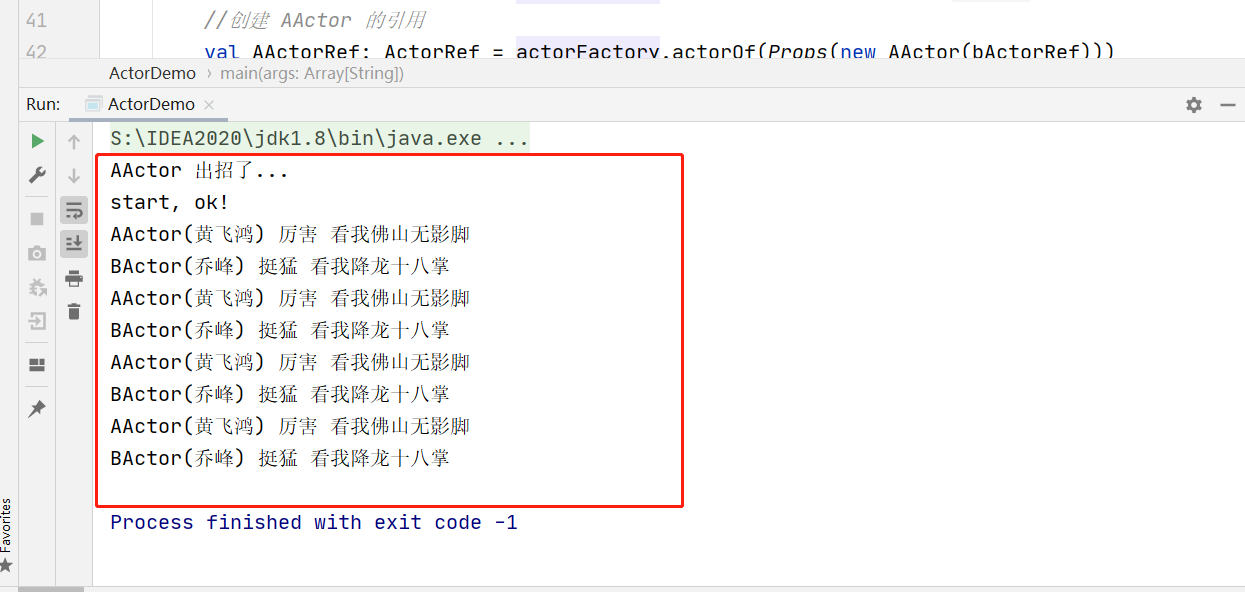 41 //创建 AActor 的引用
42 val AActorRef: ActorRef = actorFactory.actorOf(Props(new AActor(bActorRef)))
ActorDemo › main(args: Array[String])
Run: ActorDemo ×
S:\IDEA2020\jdk1.8\bin\java.exe ...
AActor 出招了...
start, ok!
AActor(黄飞鸿) 厉害 看我佛山无影脚
BActor(乔峰) 挺猛 看我降龙十八掌
AActor(黄飞鸿) 厉害 看我佛山无影脚
BActor(乔峰) 挺猛 看我降龙十八掌
AActor(黄飞鸿) 厉害 看我佛山无影脚
BActor(乔峰) 挺猛 看我降龙十八掌
AActor(黄飞鸿) 厉害 看我佛山无影脚
BActor(乔峰) 挺猛 看我降龙十八掌
Process finished with exit code -1
Favorites